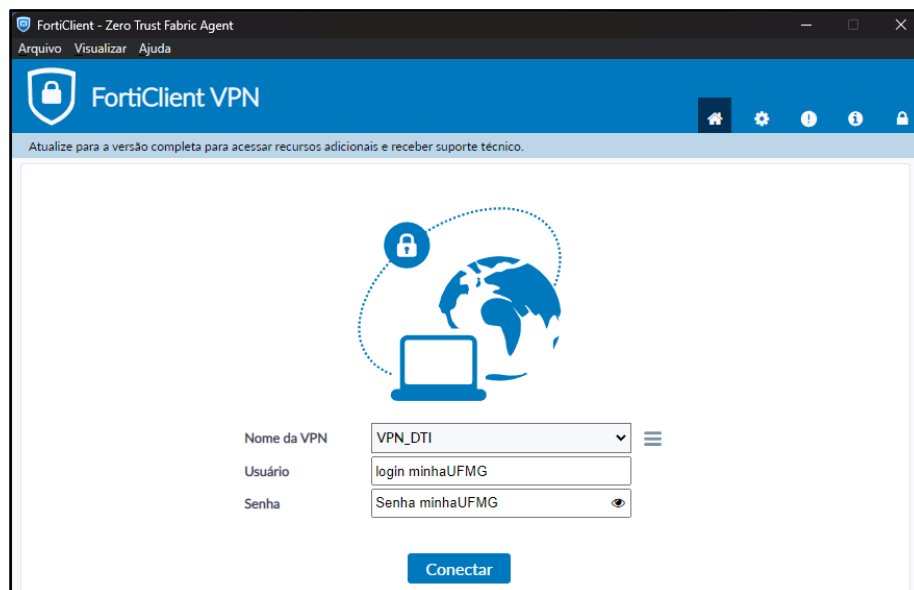 FortiClient - Zero Trust Fabric Agent
Arquivo Visualizar Ajuda
FortiClient VPN
Atualize para a versão completa para acessar recursos adicionais e receber suporte técnico.
Nome da VPN VPN_DTI
Usuário login minhaUFMG
Senha Senha minhaUFMG
Conectar